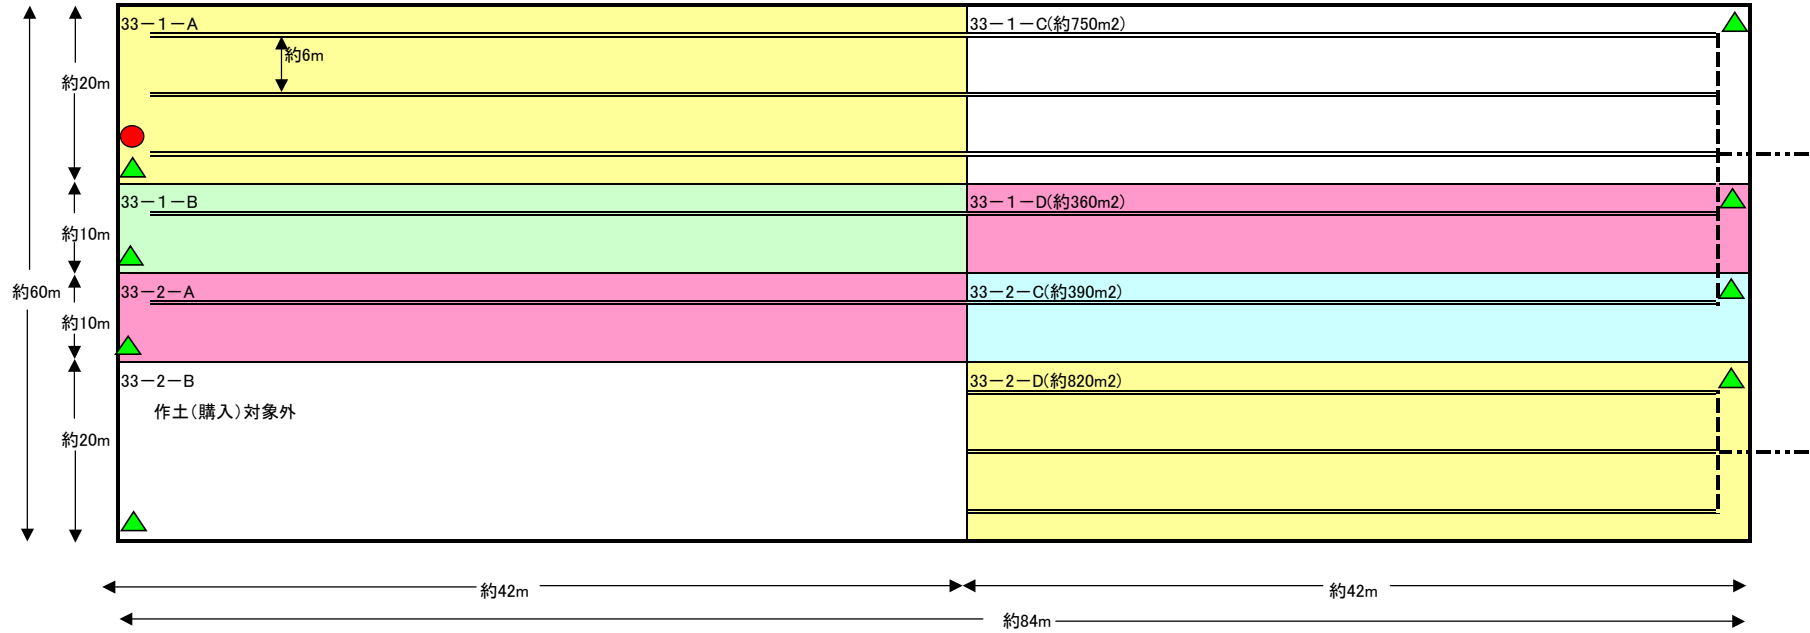 33－1－A
33－1－C(約750m2)
約6m
約20m
33－1－B
33－1－D(約360m2)
約10m
約60m
33－2－A
33－2－C(約390m2)
約10m
33－2－B
33－2－D(約820m2)
作土（購入）対象外
約20m
約42m
約42m
約84m